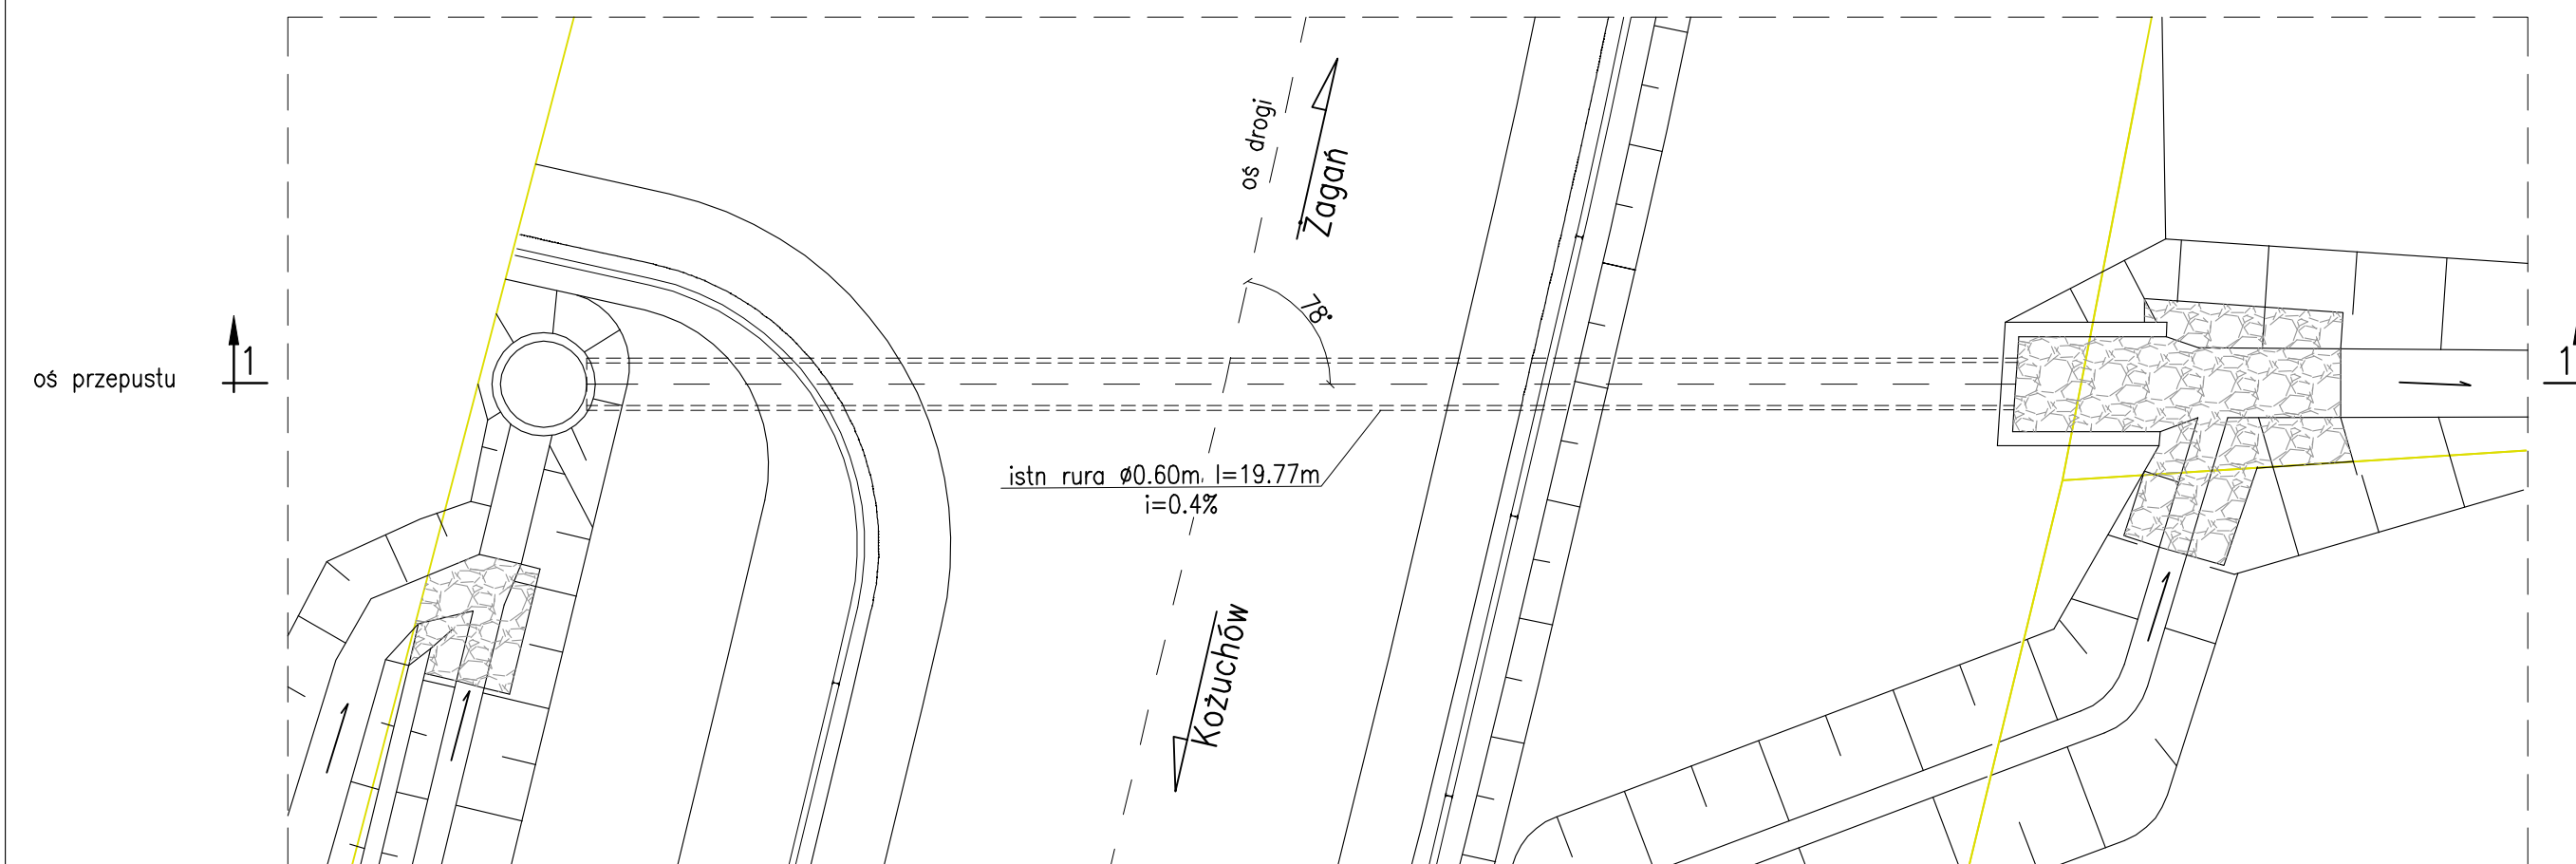 oś drogi
Żagań
78°
oś przepustu
1
1
istn rura ø0.60m, l=19.77m
i=0.4%
Kożuchów